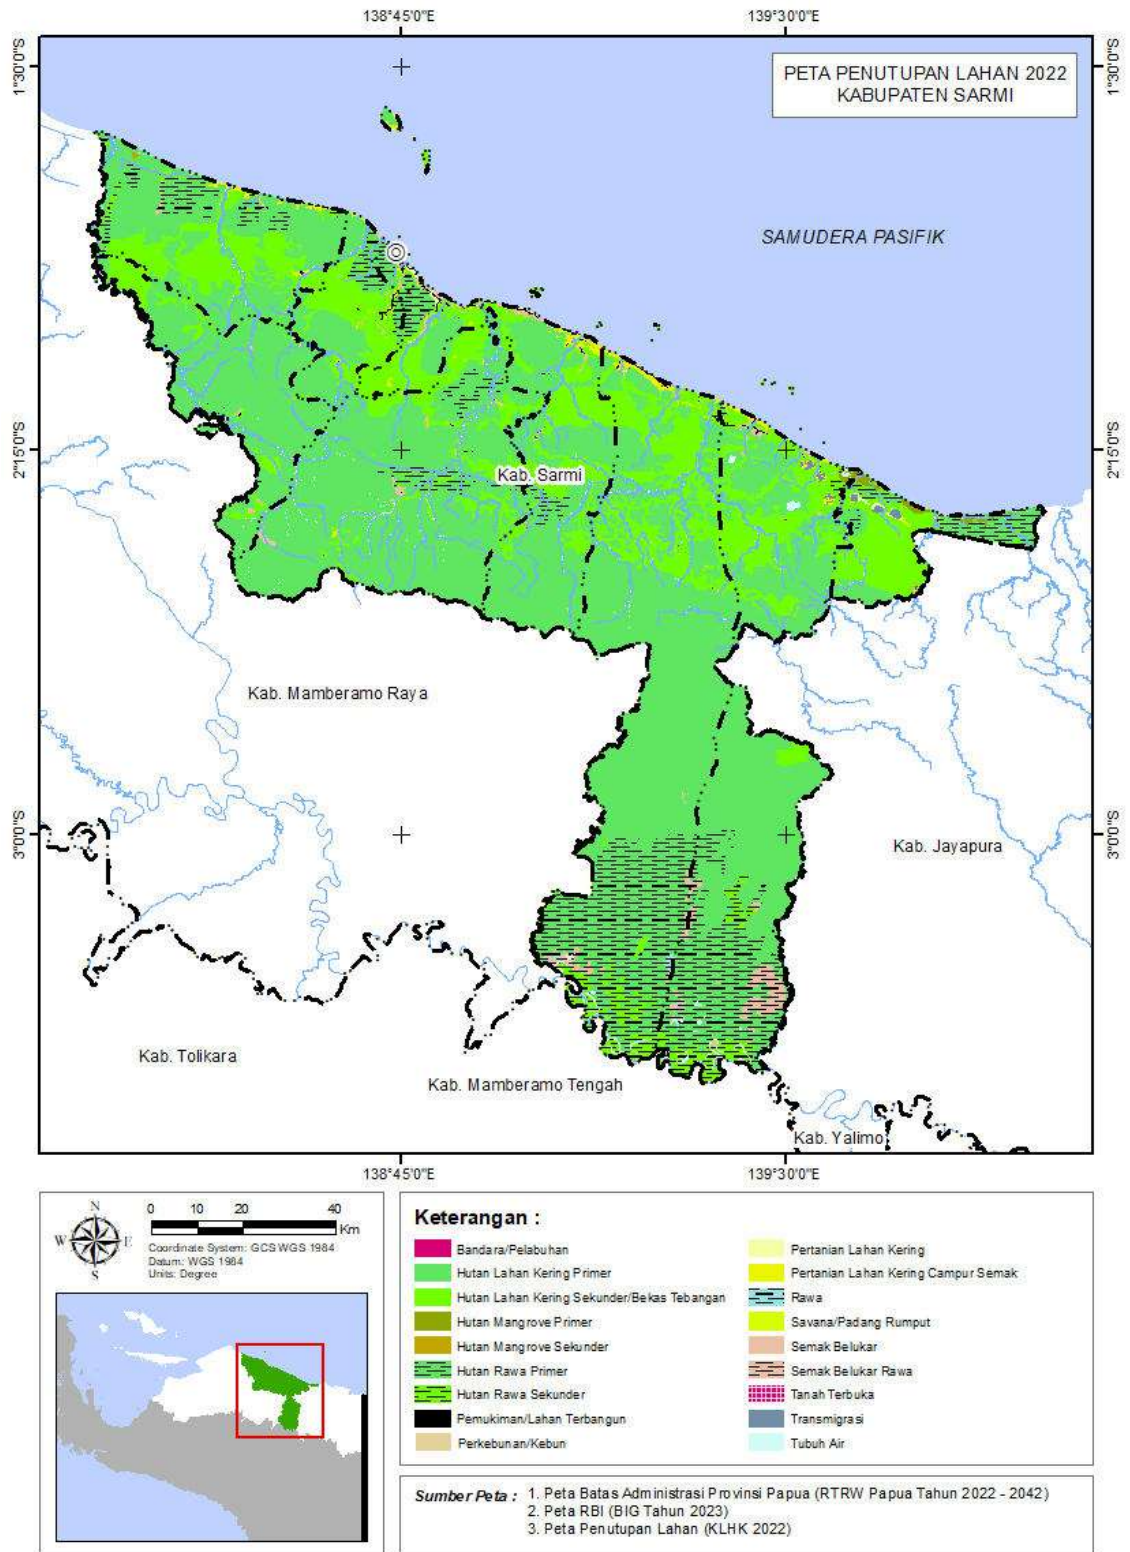 138°45'0"E 139°30'0"E
1°30'0"S 1°30'0"S
PETA PENUTUPAN LAHAN 2022
KABUPATEN SARMI
SAMUDERA PASIFIK
2°15'0"S 2°15'0"S
Kab. Sarmi
Kab. Mamberamo Raya
3°0'0"S 3°0'0"S
Kab. Jayapura
Kab. Tolikara
Kab. Mamberamo Tengah
Kab. Yalimo
138°45'0"E 139°30'0"E
N
W E
S
0 10 20 40
Km
Coordinate System: GCS WGS 1984
Datum: WGS 1984
Units: Degree
Keterangan :
Bandara/Pelabuhan
Hutan Lahan Kering Primer
Hutan Lahan Kering Sekunder/Bekas Tebangan
Hutan Mangrove Primer
Hutan Mangrove Sekunder
Hutan Rawa Primer
Hutan Rawa Sekunder
Pemukiman/Lahan Terbangun
Perkebunan/Kebun
Pertanian Lahan Kering
Pertanian Lahan Kering Campur Semak
Rawa
Savana/Padang Rumput
Semak Belukar
Semak Belukar Rawa
Tanah Terbuka
Transmigrasi
Tubuh Air
Sumber Peta : 1. Peta Batas Administrasi Provinsi Papua (RTRW Papua Tahun 2022 - 2042)
2. Peta RBI (BIG Tahun 2023)
3. Peta Penutupan Lahan (KLHK 2022)